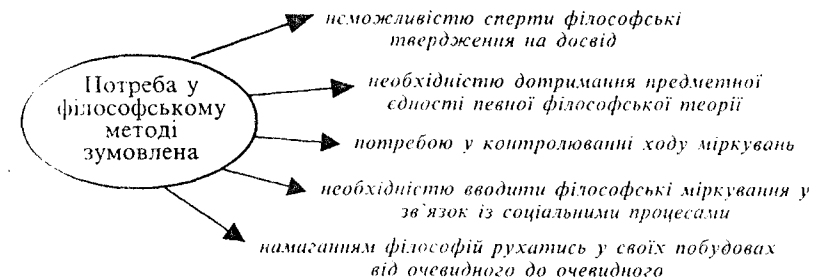 неможливістю сперти філософські
твердження на досвід
Потреба у
філософському
методі
зумовлена
необхідністю дотримання предметної
єдності певної філософської теорії
потребою у контролюванні ходу міркувань
необхідністю вводити філософські міркування у
зв`язок із соціальними процесами
намаганням філософій рухатись у своїх побудовах
від очевидного до очевидного